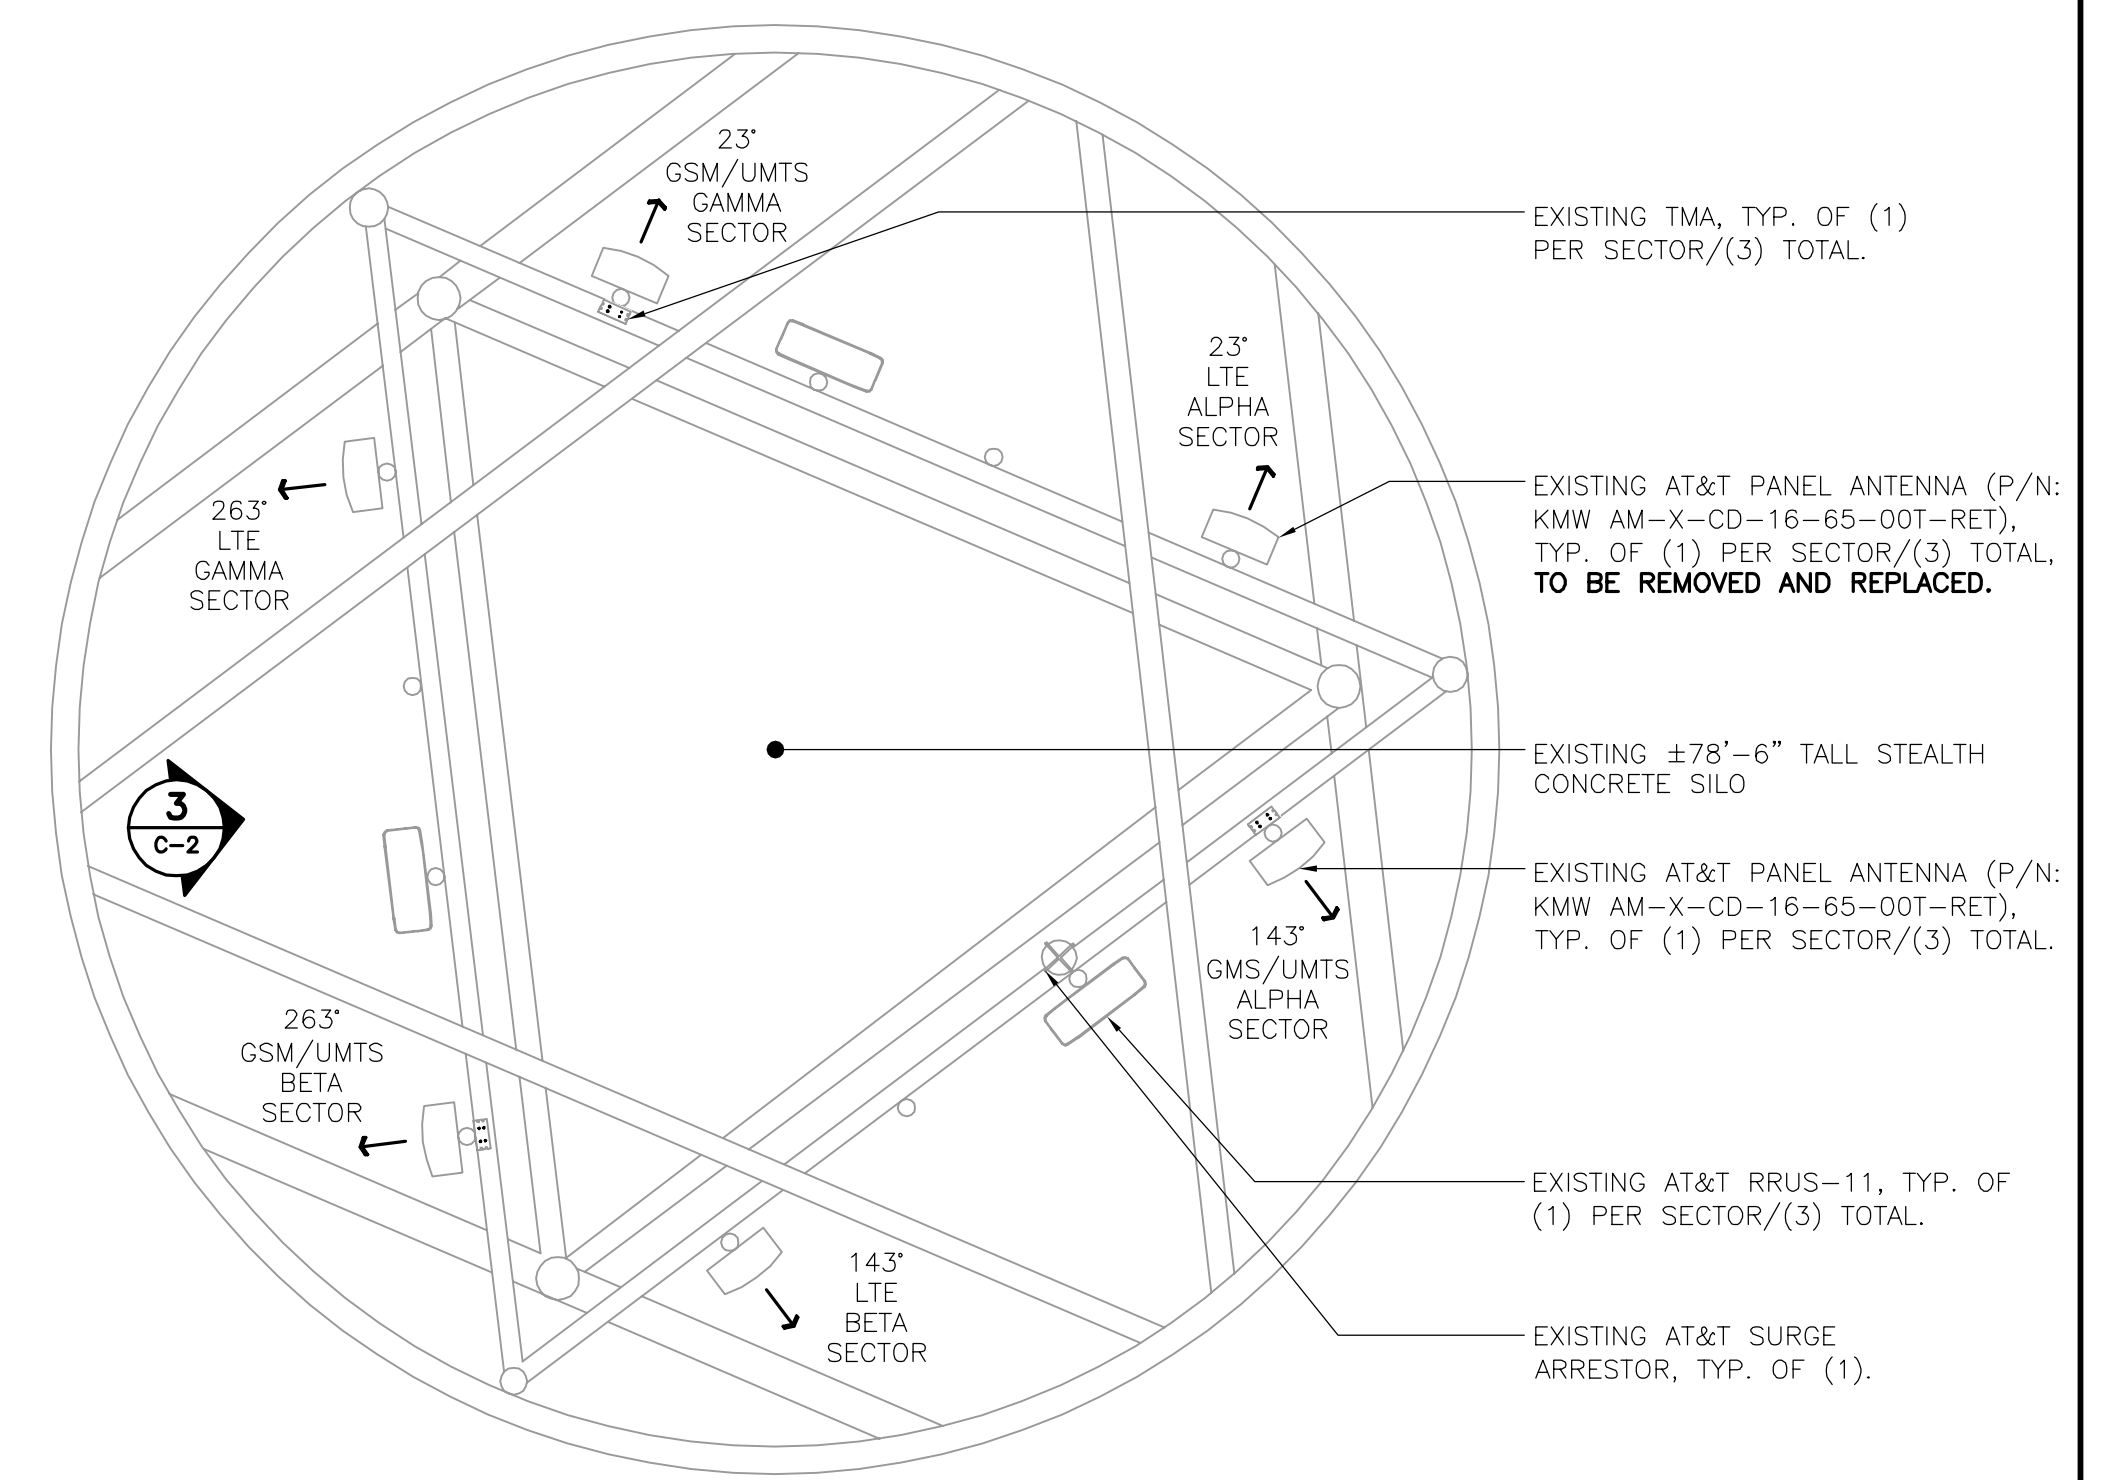 23°
GSM/UMTS
GAMMA
SECTOR
EXISTING TMA, TYP. OF (1)
PER SECTOR/(3) TOTAL.
23°
LTE
ALPHA
SECTOR
EXISTING AT&T PANEL ANTENNA (P/N:
KMW AM-X-CD-16-65-00T-RET),
TYP. OF (1) PER SECTOR/(3) TOTAL,
TO BE REMOVED AND REPLACED.
263°
LTE
GAMMA
SECTOR
EXISTING ±78'-6" TALL STEALTH
CONCRETE SILO
3
C-2
EXISTING AT&T PANEL ANTENNA (P/N:
KMW AM-X-CD-16-65-00T-RET),
TYP. OF (1) PER SECTOR/(3) TOTAL.
143°
GMS/UMTS
ALPHA
SECTOR
263°
GSM/UMTS
BETA
SECTOR
EXISTING AT&T RRUS-11, TYP. OF
(1) PER SECTOR/(3) TOTAL.
143°
LTE
BETA
SECTOR
EXISTING AT&T SURGE
ARRESTOR, TYP. OF (1).